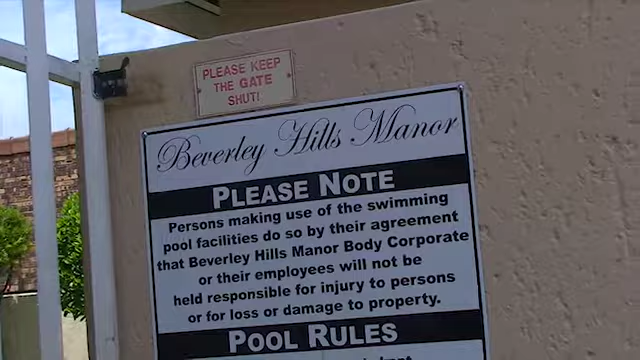 PLEASE KEEP
THE GATE
SHUT!
Beverley Hills Manor
PLEASE NOTE
Persons making use of the swimming
pool facilities do so by their agreement
that Beverley Hills Manor Body Corporate
or their employees will not be
held responsible for injury to persons
or for loss or damage to property.
POOL RULES